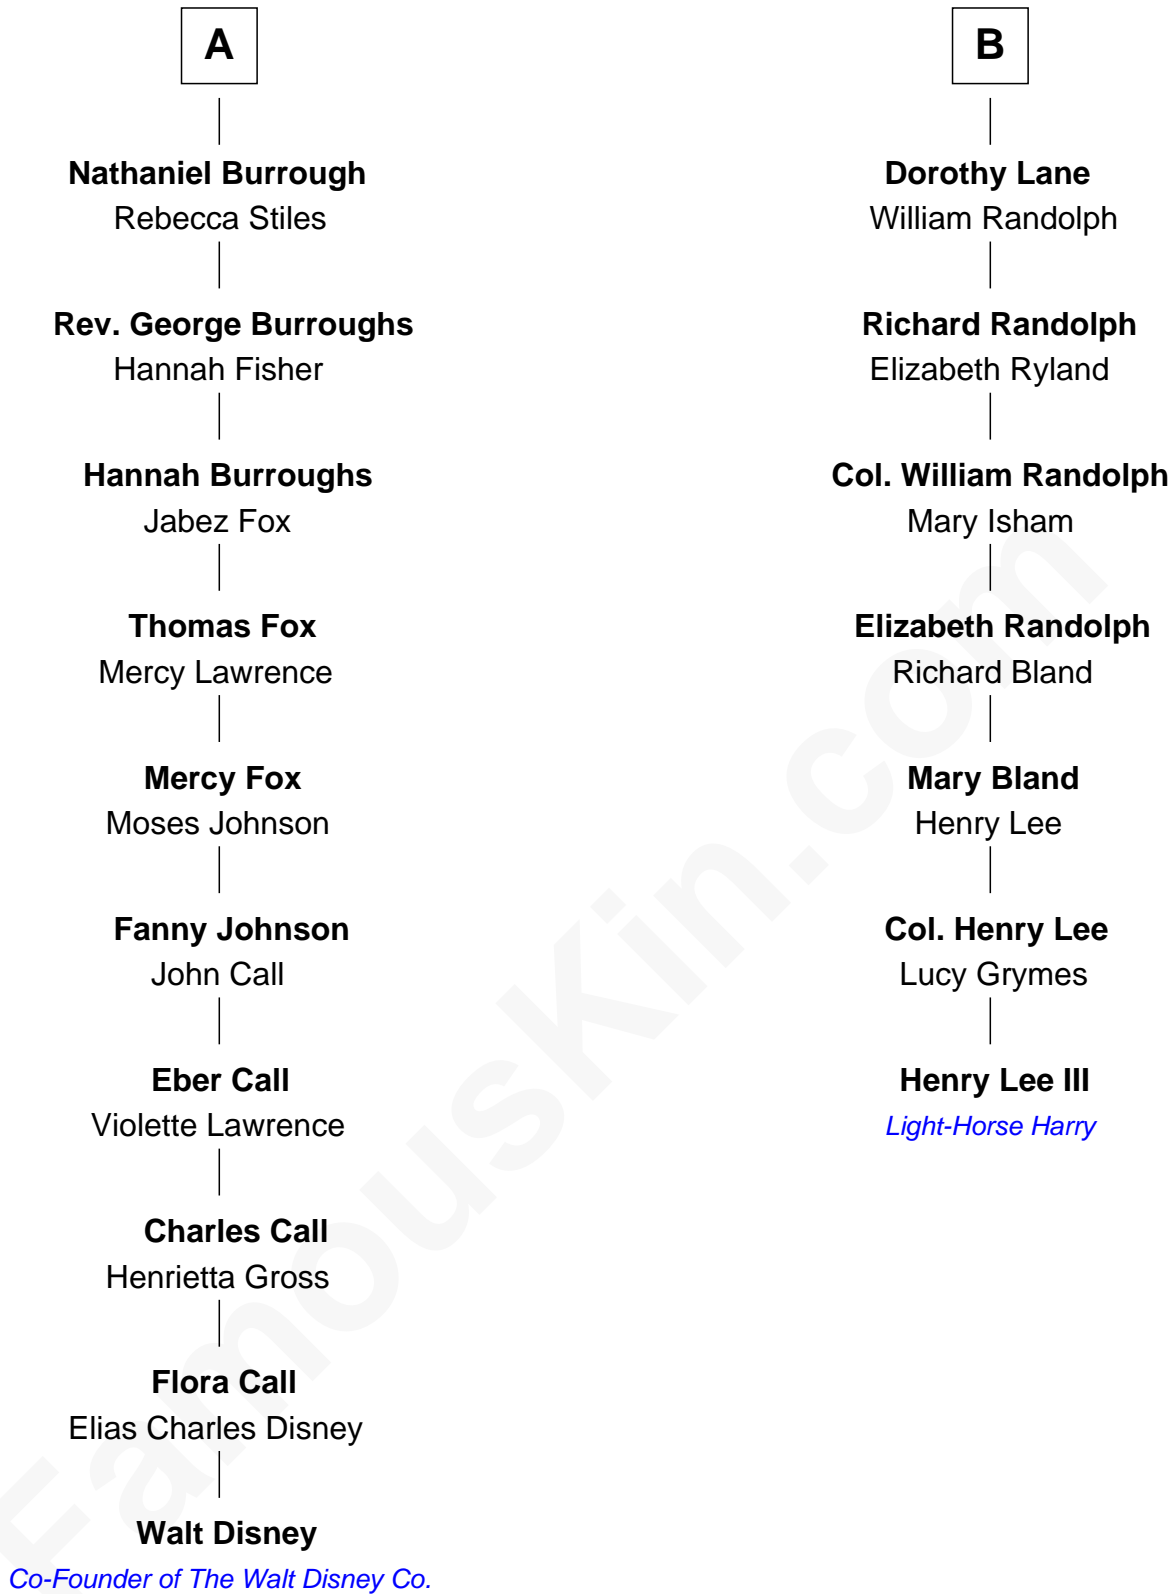 A
Nathaniel Burrough
Rebecca Stiles
Rev. George Burroughs
Hannah Fisher
Hannah Burroughs
Jabez Fox
Thomas Fox
Mercy Lawrence
Mercy Fox
Moses Johnson
Fanny Johnson
John Call
Eber Call
Violette Lawrence
Charles Call
Henrietta Gross
Flora Call
Elias Charles Disney
Walt Disney
Co-Founder of The Walt Disney Co.
B
Dorothy Lane
William Randolph
Richard Randolph
Elizabeth Ryland
Col. William Randolph
Mary Isham
Elizabeth Randolph
Richard Bland
Mary Bland
Henry Lee
Col. Henry Lee
Lucy Grymes
Henry Lee III
Light-Horse Harry
FamousKin.com